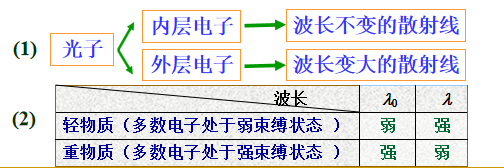 (1) 光子
内层电子 波长不变的散射线
外层电子 波长变大的散射线
(2) 波长 λ₀ λ
轻物质（多数电子处于弱束缚状态 ） 弱 强
重物质（多数电子处于强束缚状态 ） 强 弱